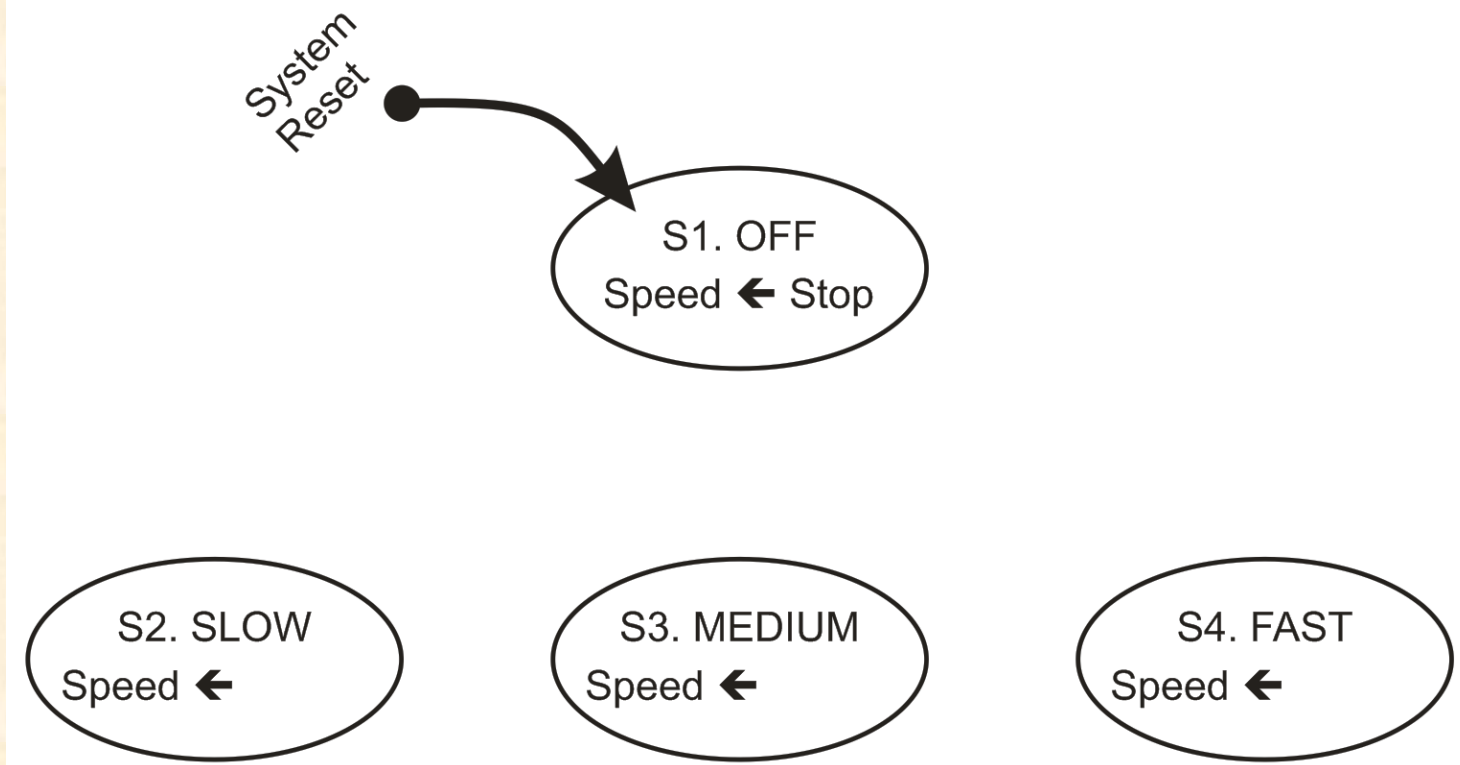 System
Reset
S1. OFF
Speed ← Stop
S2. SLOW
Speed ←
S3. MEDIUM
Speed ←
S4. FAST
Speed ←